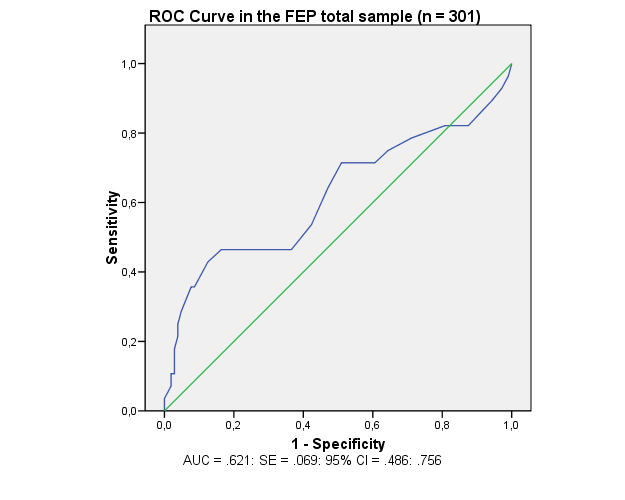 ROC Curve in the FEP total sample (n = 301)
1,0
0,8
0,6
0,4
0,2
0,0
Sensitivity
0,0 0,2 0,4 0,6 0,8 1,0
1 - Specificity
AUC = .621: SE = .069: 95% CI = .486: .756